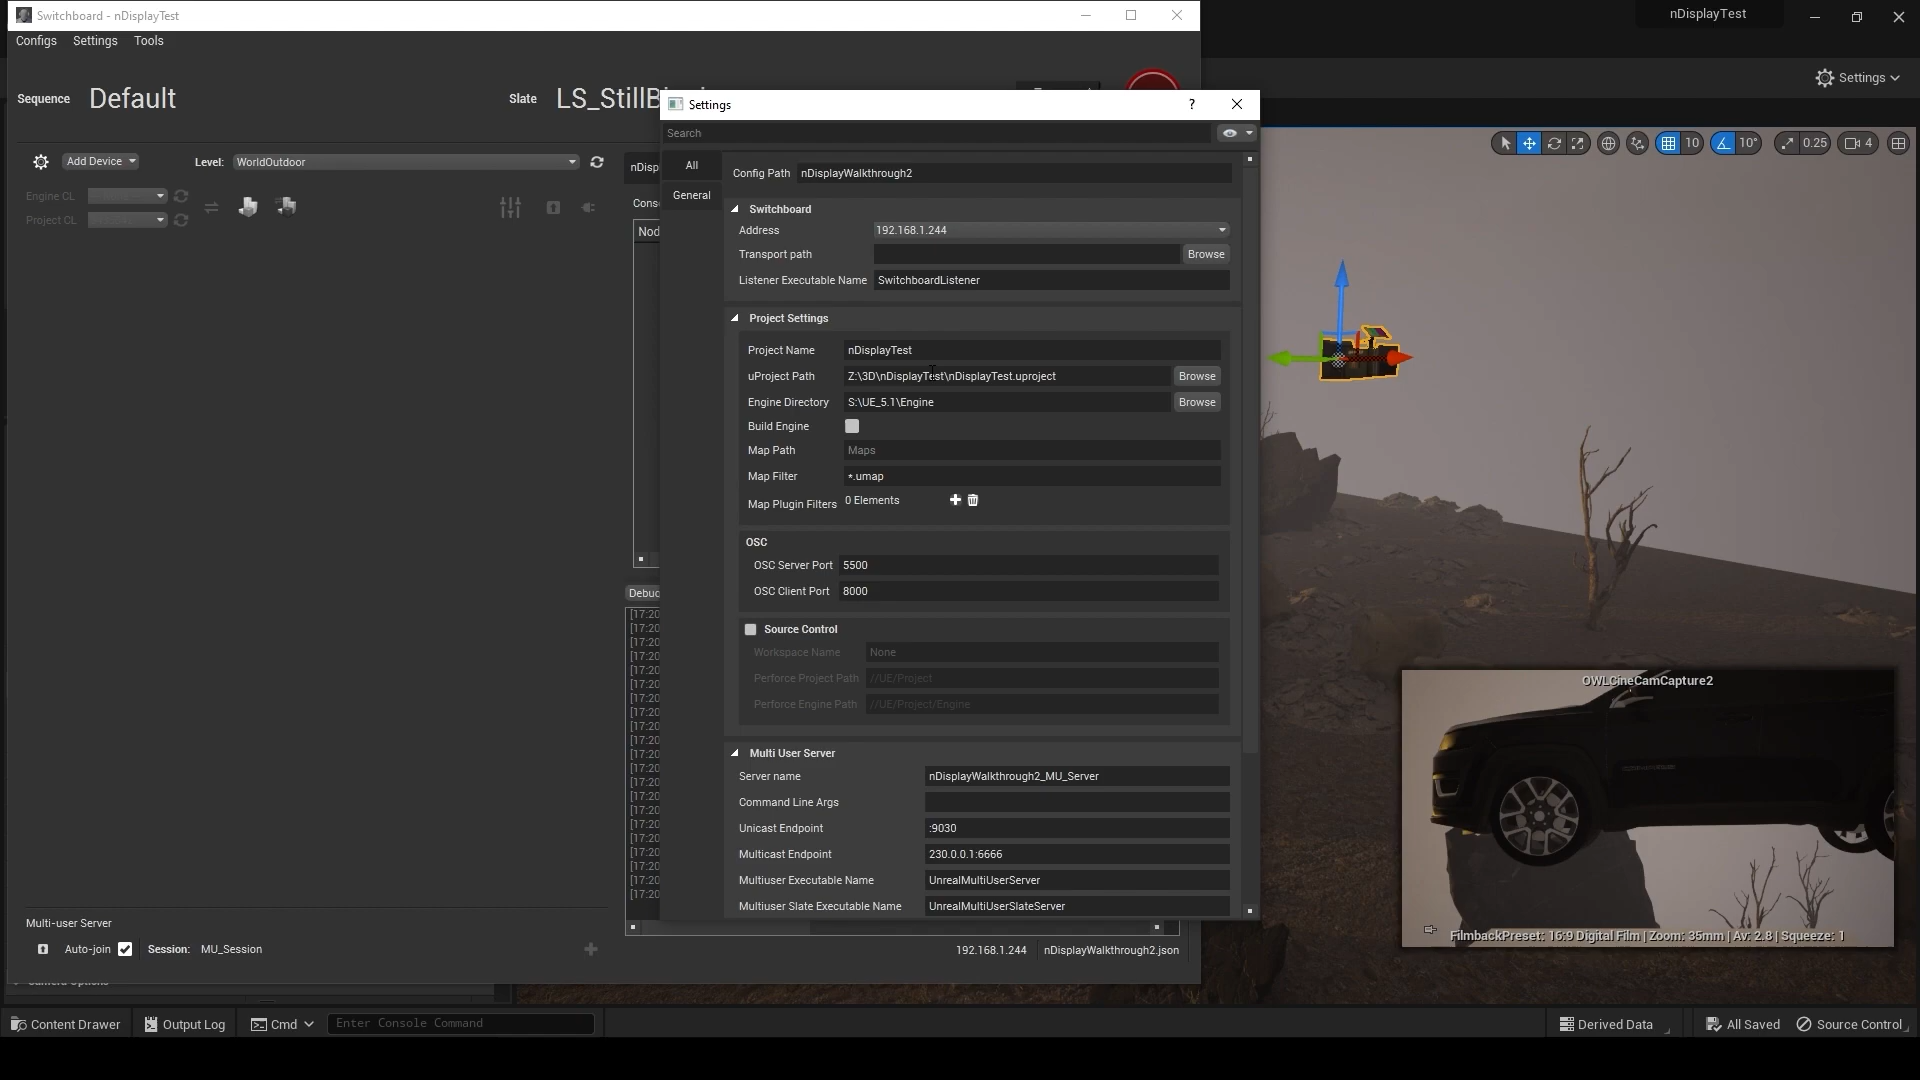 Switchboard - nDisplayTest
nDisplayTest
Configs Settings Tools
Settings
Sequence Default Slate
Settings
Search
Add Device Level: WorldOutdoor
All
General
Config Path nDisplayWalkthrough2
Engine CL
Project CL
Switchboard
Address 192.168.1.244
Transport path Browse
Listener Executable Name SwitchboardListener
Project Settings
Project Name nDisplayTest
uProject Path Z:\3D\nDisplayTest\nDisplayTest.uproject Browse
Engine Directory S:\UE_5.1\Engine Browse
Build Engine
Map Path Maps
Map Filter *.umap
Map Plugin Filters 0 Elements
OSC
OSC Server Port 5500
OSC Client Port 8000
Source Control
Workspace Name None
Perforce Project Path //UE/Project
Perforce Engine Path //UE/Project/Engine
Multi User Server
Server name nDisplayWalkthrough2_MU_Server
Command Line Args
Unicast Endpoint :9030
Multicast Endpoint 230.0.0.1:6666
Multiuser Executable Name UnrealMultiUserServer
Multiuser Slate Executable Name UnrealMultiUserSlateServer
10 10° 0.25 4
OWLCineCamCapture2
FilmbackPreset: 16:9 Digital Film | Zoom: 35mm | Av: 2.8 | Squeeze: 1
Multi-user Server
Auto-join Session: MU_Session
192.168.1.244 nDisplayWalkthrough2.json
Content Drawer Output Log Cmd Enter Console Command
Derived Data All Saved Source Control